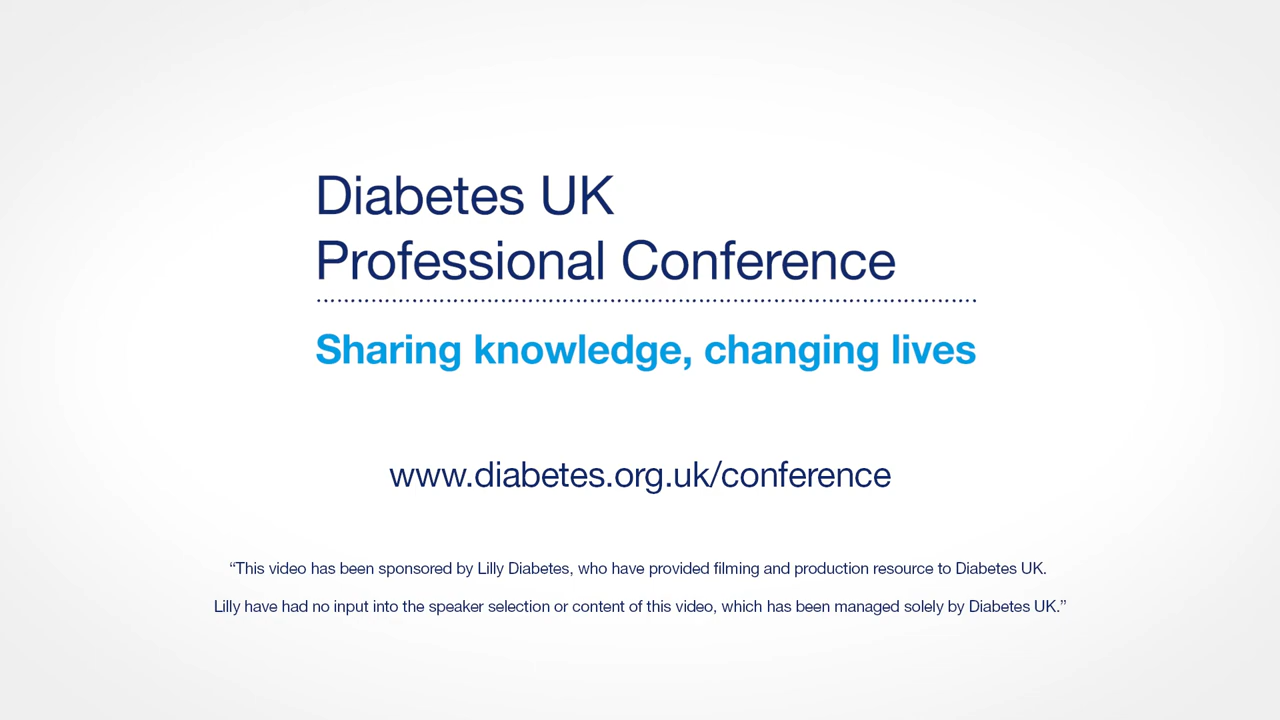 Diabetes UK
Professional Conference
Sharing knowledge, changing lives
www.diabetes.org.uk/conference
“This video has been sponsored by Lilly Diabetes, who have provided filming and production resource to Diabetes UK.
Lilly have had no input into the speaker selection or content of this video, which has been managed solely by Diabetes UK.”